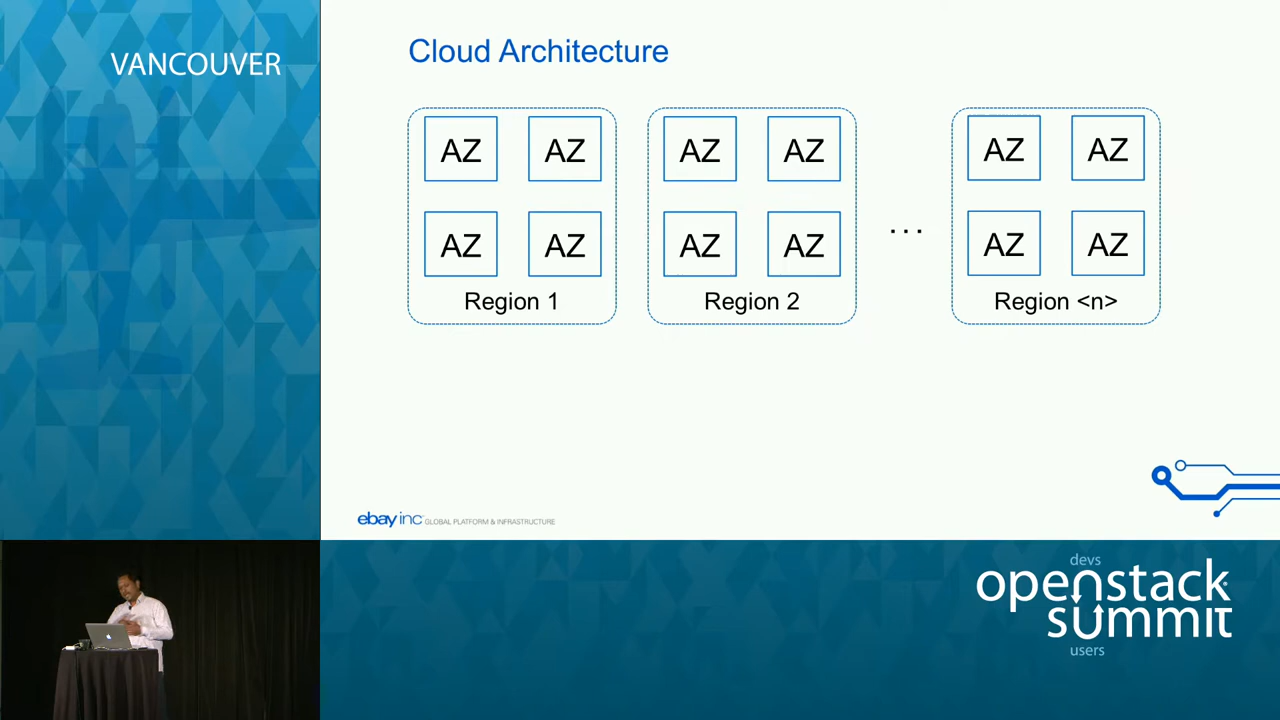 VANCOUVER
Cloud Architecture
AZ AZ AZ AZ AZ AZ
AZ AZ AZ AZ ... AZ AZ
Region 1 Region 2 Region <n>
ebay inc GLOBAL PLATFORM & INFRASTRUCTURE
devs
openstack
summit
users